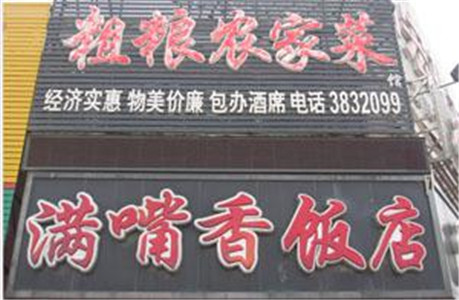 粗粮农家菜馆
经济实惠 物美价廉 包办酒席 电话 3832099
满嘴香饭店